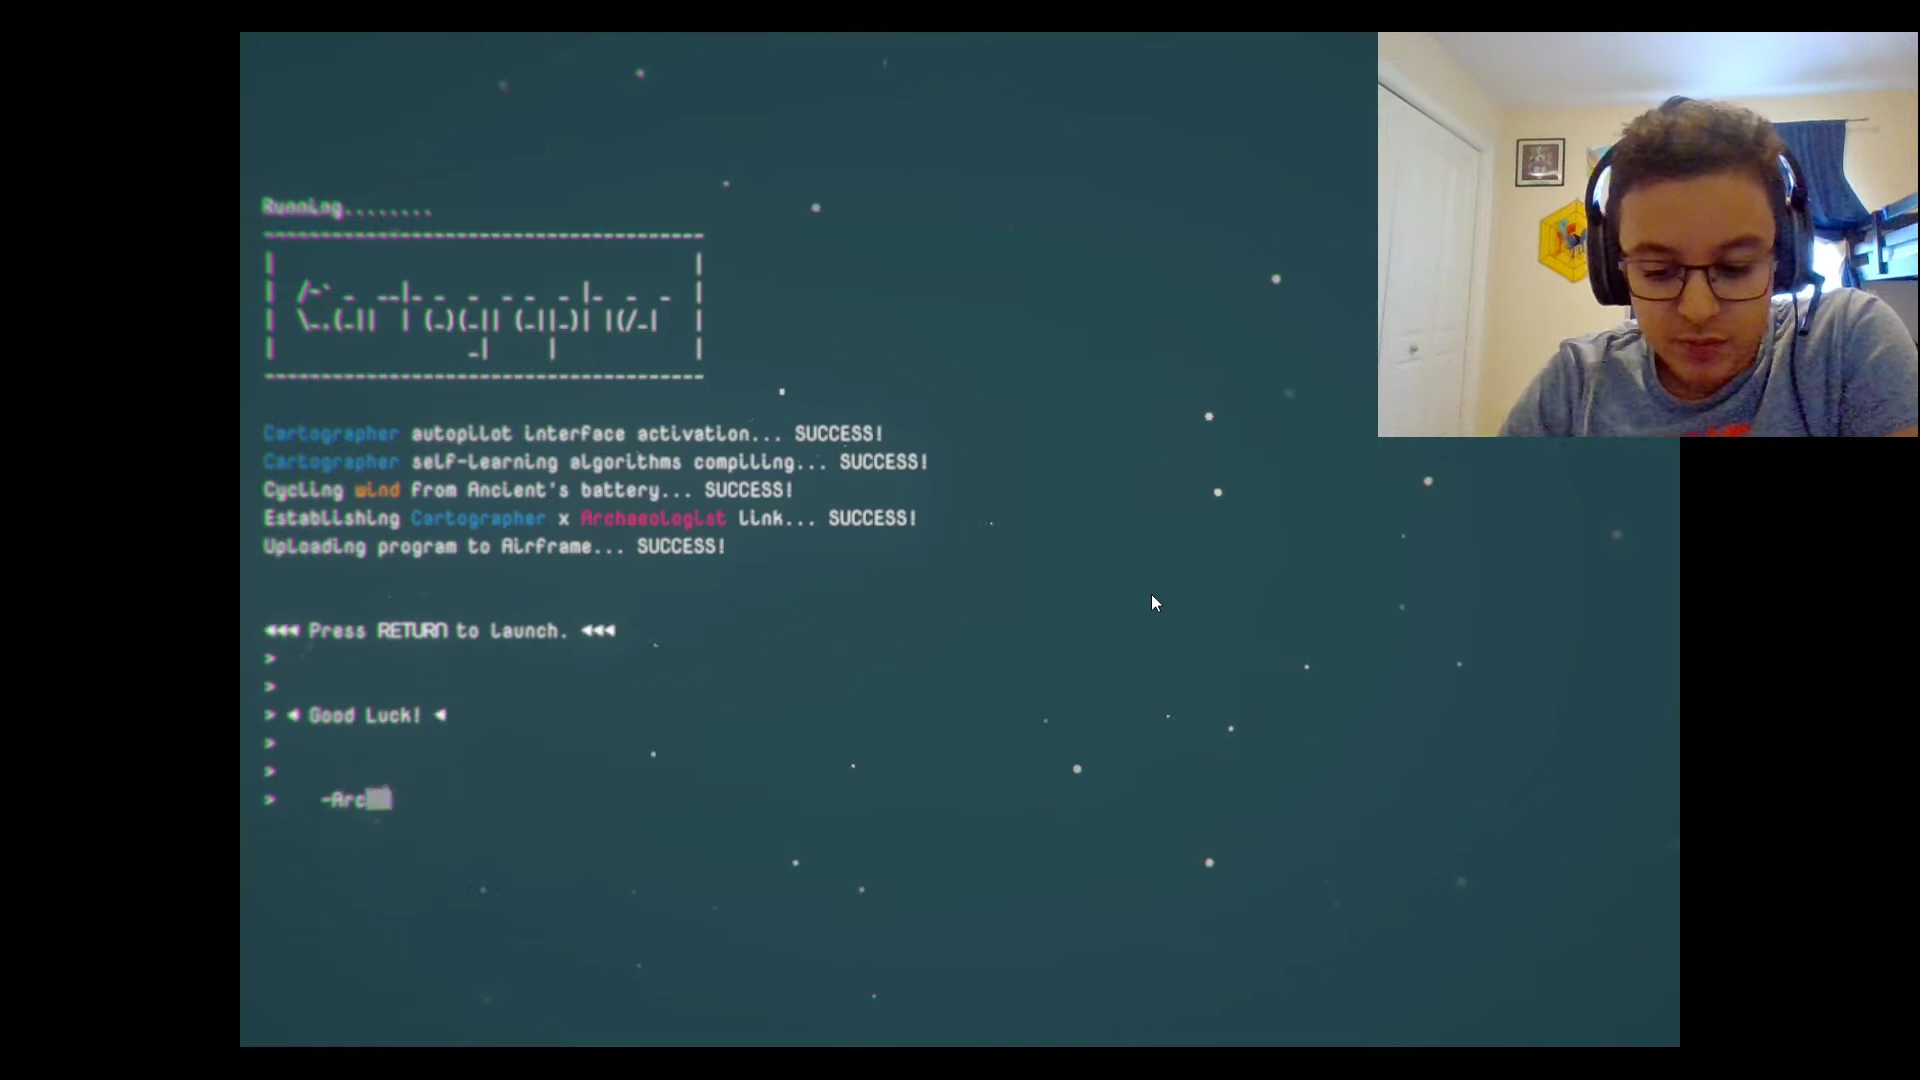 Running........
Cartographer
Cartographer autopilot interface activation... SUCCESS!
Cartographer self-learning algorithms compiling... SUCCESS!
Cycling wind from Ancient's battery... SUCCESS!
Establishing Cartographer x Archaeologist link... SUCCESS!
Uploading program to Airframe... SUCCESS!
◄◄◄ Press RETURN to Launch. ◄◄◄
>
>
> ◄ Good Luck! ◄
>
>
> -Arc